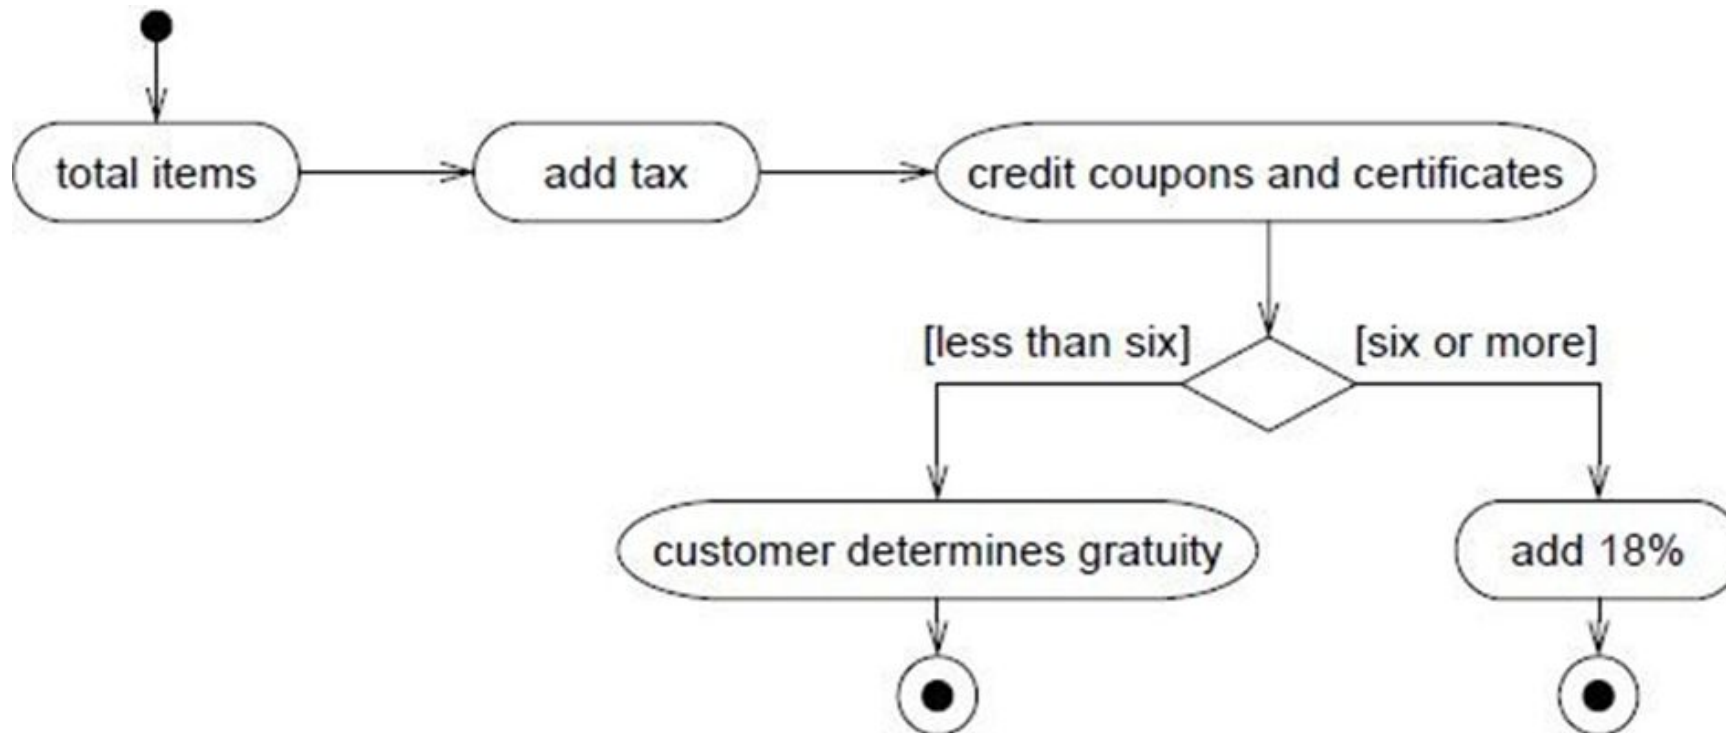 total items
add tax
credit coupons and certificates
[less than six]
[six or more]
customer determines gratuity
add 18%